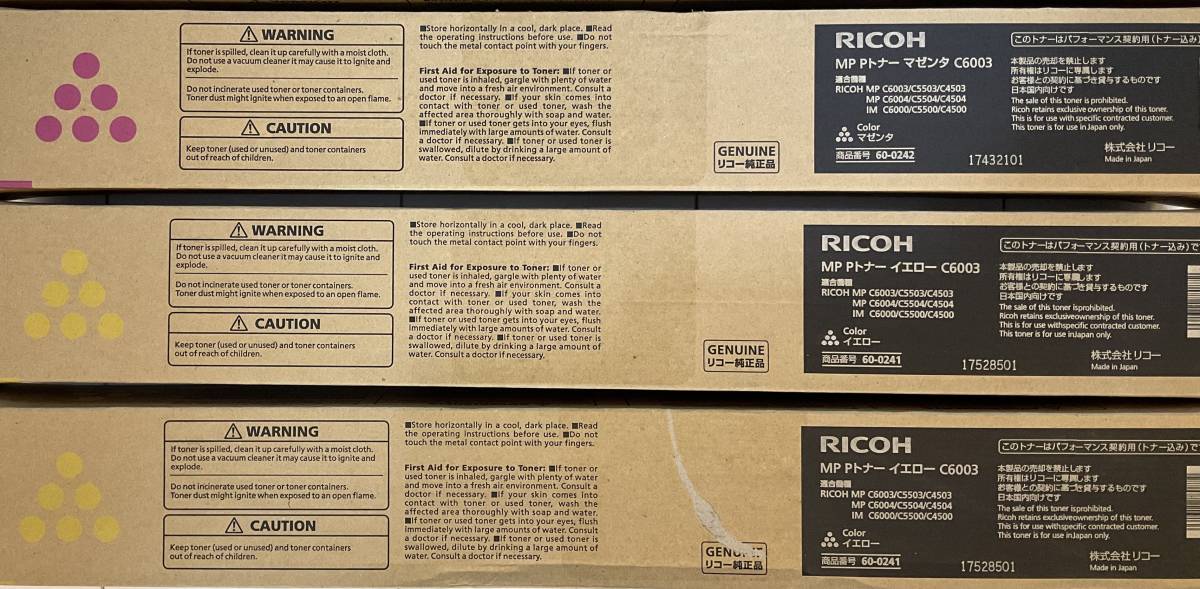 WARNING
If toner is spilled, clean it up carefully with a moist cloth.
Do not use a vacuum cleaner it may cause it to ignite and
explode.
Do not incinerate used toner or toner containers.
Toner dust might ignite when exposed to an open flame.
CAUTION
Keep toner (used or unused) and toner containers
out of reach of children.
■Store horizontally in a cool, dark place. ■Read
the operating instructions before use. ■Do not
touch the metal contact point with your fingers.
First Aid for Exposure to Toner: ■If toner or
used toner is inhaled, gargle with plenty of water
and move into a fresh air environment. Consult a
doctor if necessary. ■If your skin comes into
contact with toner or used toner, wash the
affected area thoroughly with soap and water.
■If toner or used toner gets into your eyes, flush
immediately with large amounts of water. Consult
a doctor if necessary. ■If toner or used toner is
swallowed, dilute by drinking a large amount of
water. Consult a doctor if necessary.
GENUINE
リコー純正品
RICOH
MP Pトナー マゼンタ C6003
適合機種
RICOH MP C6003/C5503/C4503
MP C6004/C5504/C4504
IM C6000/C5500/C4500
Color
マゼンタ
商品番号 60-0242
17432101
このトナーはパフォーマンス契約用(トナー込み)
本製品の売却を禁止します
所有権はリコーに専属します
お客様との契約に基づき貸与するものです
日本国内向けです
The sale of this toner is prohibited.
Ricoh retains exclusive ownership of this toner.
This is for use with specific contracted customer.
This toner is for use in Japan only.
株式会社リコー
Made in Japan
WARNING
If toner is spilled, clean it up carefully with a moist cloth.
Do not use a vacuum cleaner it may cause it to ignite and
explode.
Do not incinerate used toner or toner containers.
Toner dust might ignite when exposed to an open flame.
CAUTION
Keep toner (used or unused) and toner containers
out of reach of children.
■Store horizontally in a cool, dark place. ■Read
the operating instructions before use. ■Do not
touch the metal contact point with your fingers.
First Aid for Exposure to Toner: ■If toner or
used toner is inhaled, gargle with plenty of water
and move into a fresh air environment. Consult a
doctor if necessary. ■If your skin comes into
contact with toner or used toner, wash the
affected area thoroughly with soap and water.
■If toner or used toner gets into your eyes, flush
immediately with large amounts of water. Consult
a doctor if necessary. ■If toner or used toner is
swallowed, dilute by drinking a large amount of
water. Consult a doctor if necessary.
GENUINE
リコー純正品
RICOH
MP Pトナー イエロー C6003
適合機種
RICOH MP C6003/C5503/C4503
MP C6004/C5504/C4504
IM C6000/C5500/C4500
Color
イエロー
商品番号 60-0241
17528501
このトナーはパフォーマンス契約用(トナー込み)で
本製品の売却を禁止します
所有権はリコーに専属します
お客様との契約に基づき貸与するものです
日本国内向けです
The sale of this toner isprohibited.
Ricoh retains exclusiveownership of this toner.
This is for use withspecific contracted customer.
This toner is for use inJapan only.
株式会社リコー
Made in Japan
WARNING
If toner is spilled, clean it up carefully with a moist cloth.
Do not use a vacuum cleaner it may cause it to ignite and
explode.
Do not incinerate used toner or toner containers.
Toner dust might ignite when exposed to an open flame.
CAUTION
Keep toner (used or unused) and toner containers
out of reach of children.
■Store horizontally in a cool, dark place. ■Read
the operating instructions before use. ■Do not
touch the metal contact point with your fingers.
First Aid for Exposure to Toner: ■If toner or
used toner is inhaled, gargle with plenty of water
and move into a fresh air environment. Consult a
doctor if necessary. ■If your skin comes into
contact with toner or used toner, wash the
affected area thoroughly with soap and water.
■If toner or used toner gets into your eyes, flush
immediately with large amounts of water. Consult
a doctor if necessary. ■If toner or used toner is
swallowed, dilute by drinking a large amount of
water. Consult a doctor if necessary.
リコー純正品
RICOH
MP Pトナー イエロー C6003
適合機種
RICOH MP C6003/C5503/C4503
MP C6004/C5504/C4504
IM C6000/C5500/C4500
Color
イエロー
商品番号 60-0241
17528501
このトナーはパフォーマンス契約用(トナー込み)で
本製品の売却を禁止します
所有権はリコーに専属します
お客様との契約に基づき貸与するものです
日本国内向けです
The sale of this toner isprohibited.
Ricoh retains exclusiveownership of this toner.
This is for use withspecific contracted customer.
This toner is for use inJapan only.
株式会社リコー
Made in Japan